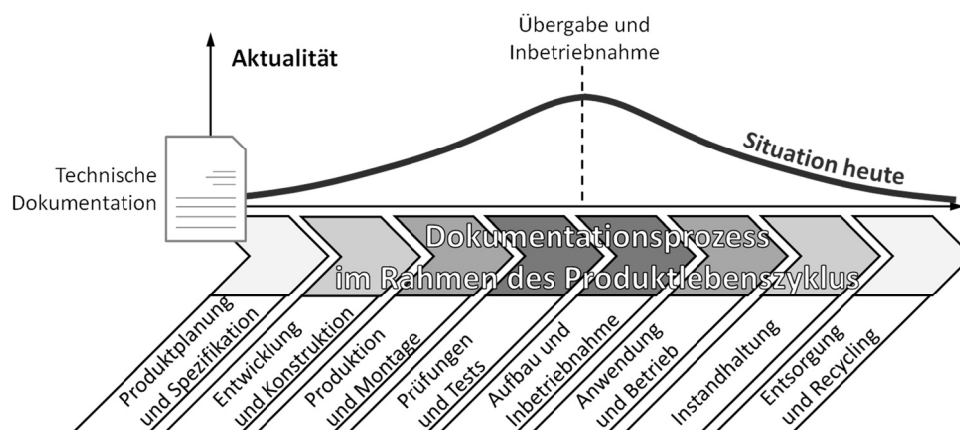 Übergabe und
Inbetriebnahme
Aktualität
Situation heute
Technische
Dokumentation
Dokumentationsprozess
im Rahmen des Produktlebenszyklus
Produktplanung
und Spezifikation
Entwicklung
und Konstruktion
Produktion
und Montage
Prüfungen
und Tests
Aufbau und
Inbetriebnahme
Anwendung
und Betrieb
Instandhaltung
Entsorgung
und Recycling